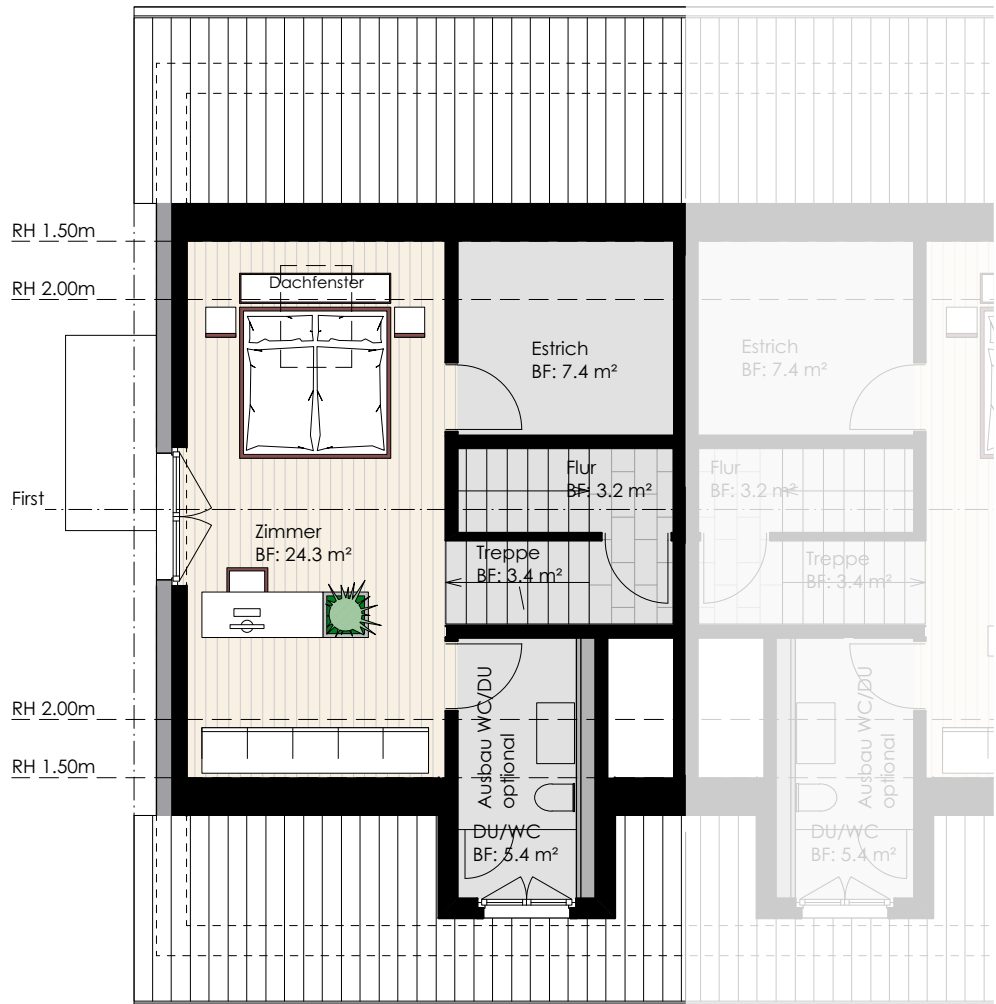 RH 1.50m
RH 2.00m
Dachfenster
Estrich
BF: 7.4 m²
Estrich
BF: 7.4 m²
First
Flur
BF: 3.2 m²
Flur
BF: 3.2 m²
Zimmer
BF: 24.3 m²
Treppe
BF: 3.4 m²
Treppe
BF: 3.4 m²
RH 2.00m
RH 1.50m
Ausbau WC/DU
optional
Ausbau WC/DU
optional
DU/WC
BF: 5.4 m²
DU/WC
BF: 5.4 m²